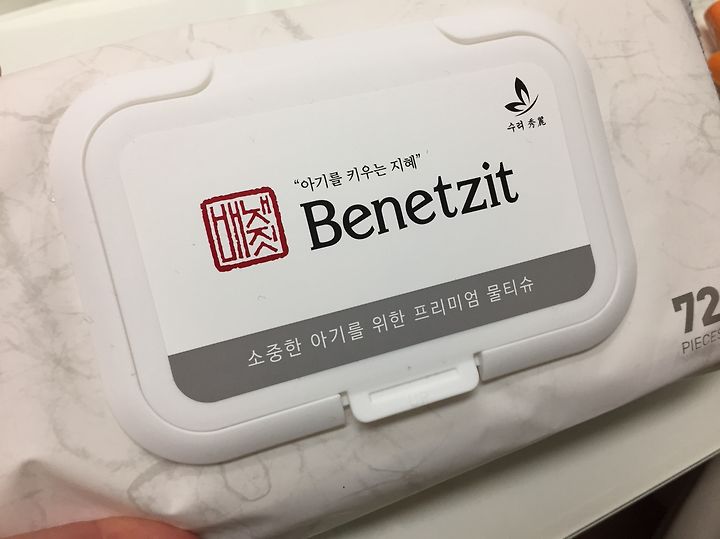 수려 秀麗
“아기를 키우는 지혜”
배냇짓
Benetzit
소중한 아기를 위한 프리미엄 물티슈
72
PIECES